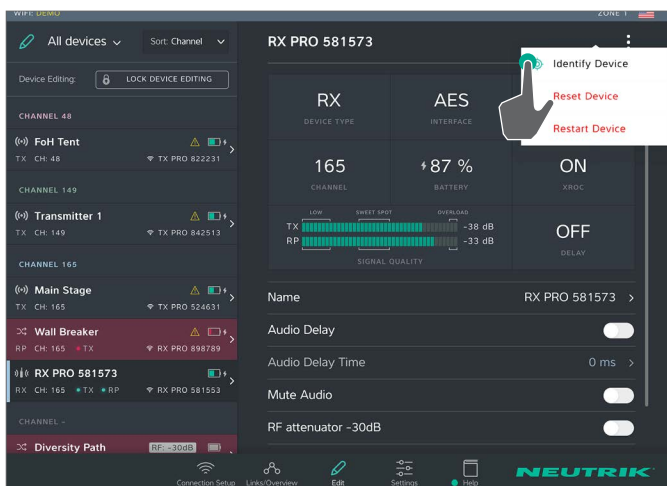 WIFI: DEMO
ZONE 1
All devices
Sort: Channel
Device Editing:
LOCK DEVICE EDITING
CHANNEL 48
FoH Tent
TX CH: 48
TX PRO 822231
CHANNEL 149
Transmitter 1
TX CH: 149
TX PRO 842513
CHANNEL 165
Main Stage
TX CH: 165
TX PRO 524631
Wall Breaker
RP CH: 165 TX
RX PRO 898789
RX PRO 581573
RX CH: 165 TX RP
RX PRO 581553
CHANNEL -
Diversity Path
RF: -30dB
RX PRO 581573
Identify Device
Reset Device
Restart Device
RX
DEVICE TYPE
AES
INTERFACE
165
CHANNEL
87 %
BATTERY
ON
XROC
LOW
SWEET SPOT
OVERLOAD
TX
-38 dB
RP
-33 dB
SIGNAL QUALITY
OFF
DELAY
Name
RX PRO 581573
Audio Delay
Audio Delay Time
0 ms
Mute Audio
RF attenuator -30dB
Connection Setup
Links/Overview
Edit
Settings
Help
NEUTRIK